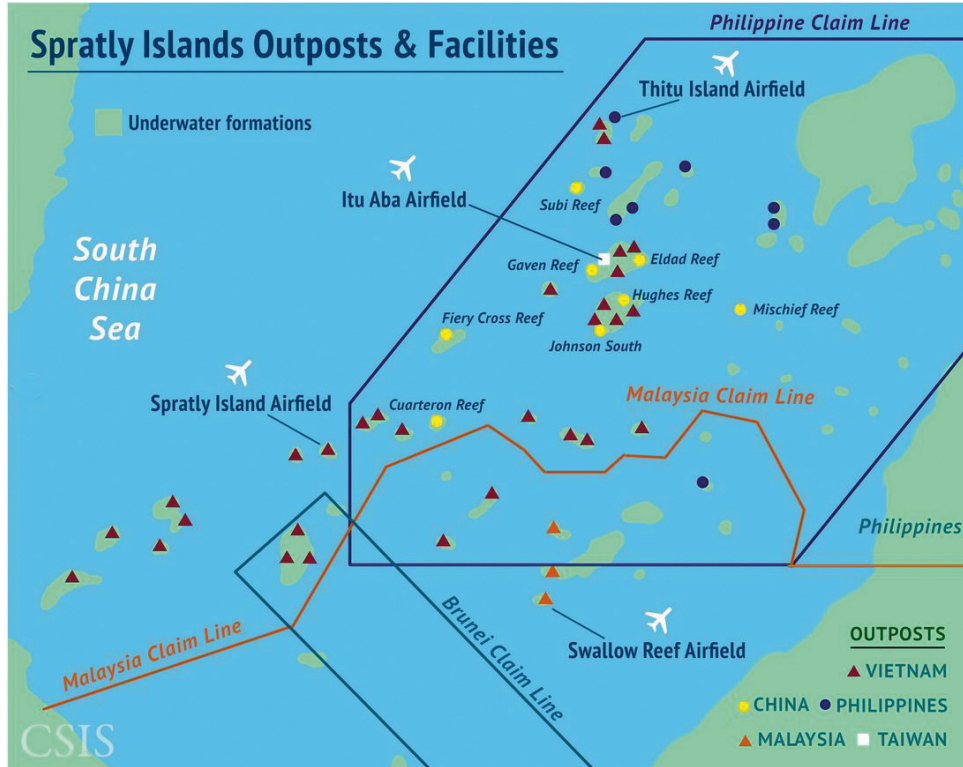 Philippine Claim Line
Spratly Islands Outposts & Facilities
Thitu Island Airfield
Underwater formations
Itu Aba Airfield
Subi Reef
South
China
Sea
Gaven Reef
Eldad Reef
Hughes Reef
Mischief Reef
Fiery Cross Reef
Johnson South
Malaysia Claim Line
Spratly Island Airfield
Cuarteron Reef
Philippines
Malaysia Claim Line
Brunei Claim Line
Swallow Reef Airfield
OUTPOSTS
VIETNAM
CHINA PHILIPPINES
MALAYSIA TAIWAN
CSIS